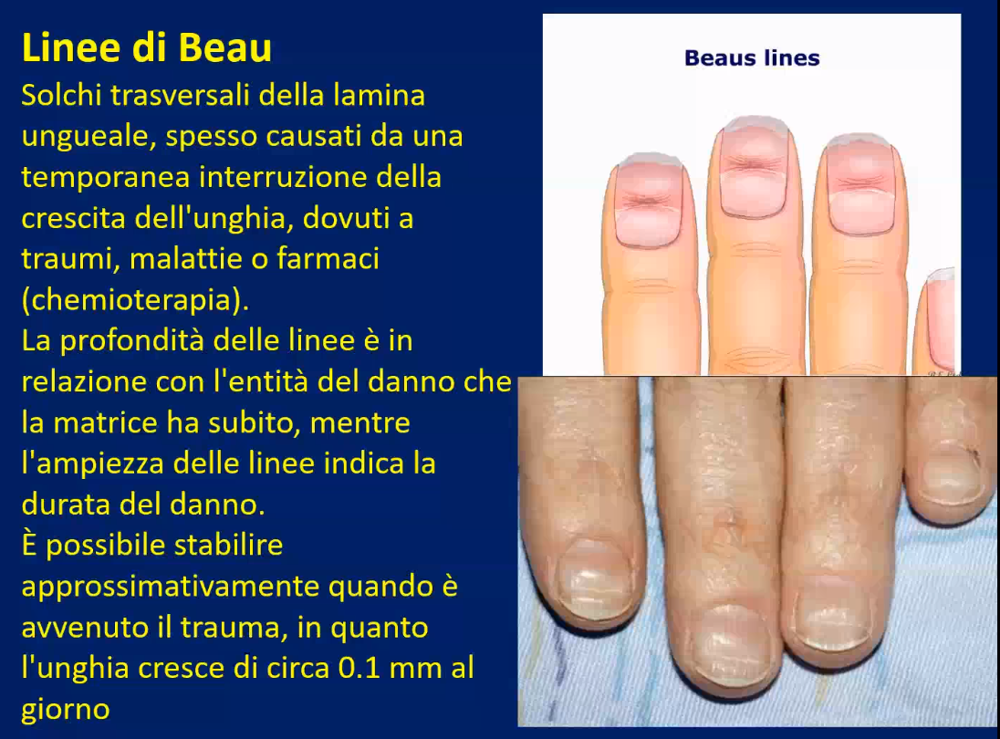 Linee di Beau
Solchi trasversali della lamina
ungueale, spesso causati da una
temporanea interruzione della
crescita dell'unghia, dovuti a
traumi, malattie o farmaci
(chemioterapia).
La profondità delle linee è in
relazione con l'entità del danno che
la matrice ha subito, mentre
l'ampiezza delle linee indica la
durata del danno.
È possibile stabilire
approssimativamente quando è
avvenuto il trauma, in quanto
l'unghia cresce di circa 0.1 mm al
giorno
Beaus lines